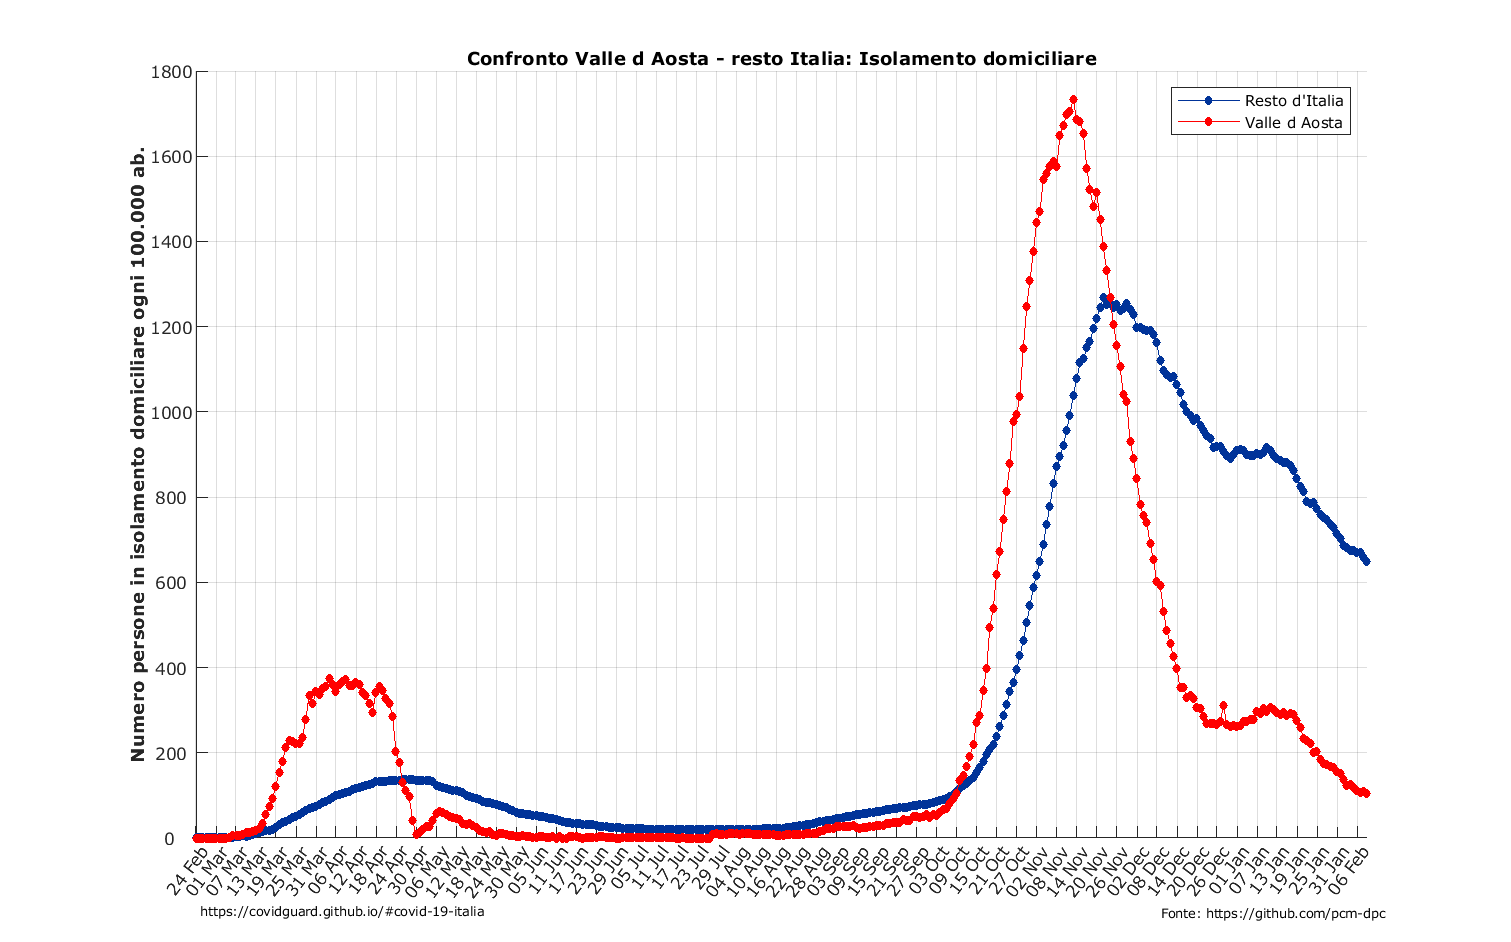 Confronto Valle d Aosta - resto Italia: Isolamento domiciliare
Numero persone in isolamento domiciliare ogni 100.000 ab.
1800
1600
1400
1200
1000
800
600
400
200
0
Resto d'Italia
Valle d Aosta
24 Feb
01 Mar
07 Mar
13 Mar
19 Mar
25 Mar
31 Mar
06 Apr
12 Apr
18 Apr
24 Apr
30 Apr
06 May
12 May
18 May
24 May
30 May
05 Jun
11 Jun
17 Jun
23 Jun
29 Jun
05 Jul
11 Jul
17 Jul
23 Jul
29 Jul
04 Aug
10 Aug
16 Aug
22 Aug
28 Aug
03 Sep
09 Sep
15 Sep
21 Sep
27 Sep
03 Oct
09 Oct
15 Oct
21 Oct
27 Oct
02 Nov
08 Nov
14 Nov
20 Nov
26 Nov
02 Dec
08 Dec
14 Dec
20 Dec
26 Dec
01 Jan
07 Jan
13 Jan
19 Jan
25 Jan
31 Jan
06 Feb
https://covidguard.github.io/#covid-19-italia
Fonte: https://github.com/pcm-dpc